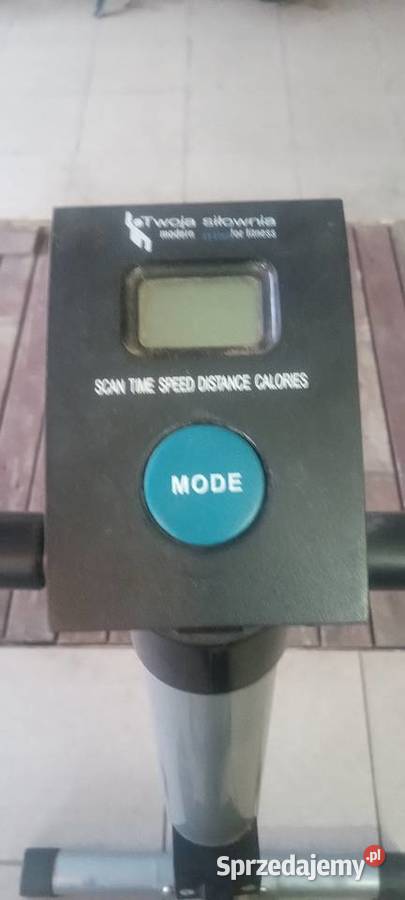 Twoja siłownia
modern for fitness
SCAN TIME SPEED DISTANCE CALORIES
MODE
Sprzedajemy.pl